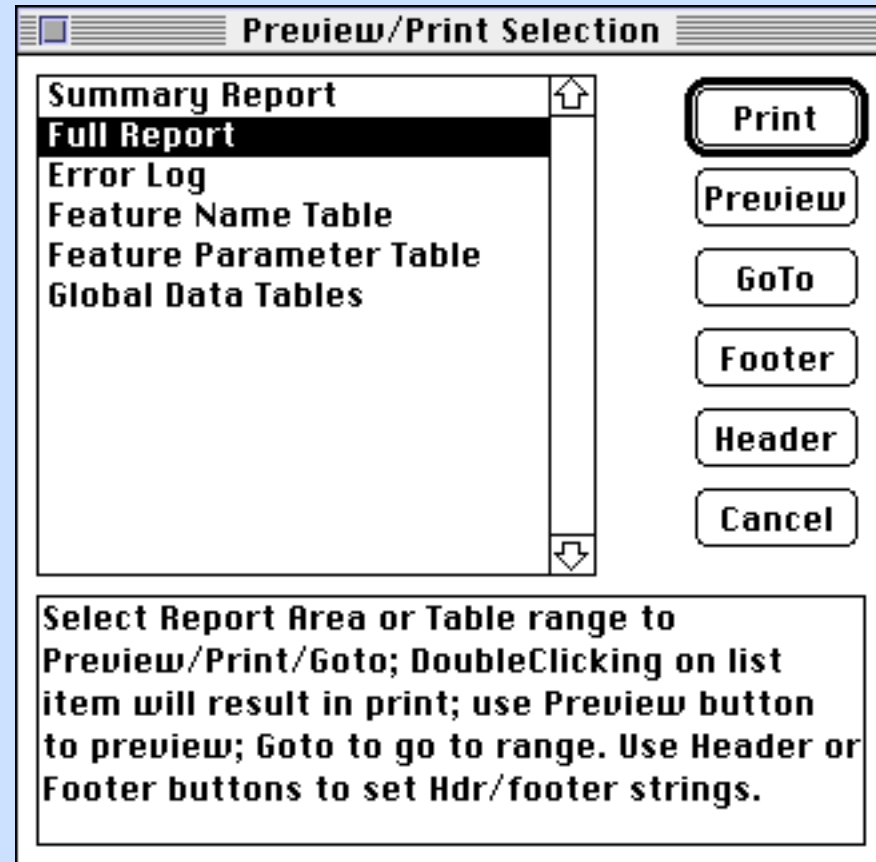 Preview/Print Selection
Summary Report
Full Report
Error Log
Feature Name Table
Feature Parameter Table
Global Data Tables
Print
Preview
GoTo
Footer
Header
Cancel
Select Report Area or Table range to
Preview/Print/Goto; DoubleClicking on list
item will result in print; use Preview button
to preview; Goto to go to range. Use Header or
Footer buttons to set Hdr/footer strings.